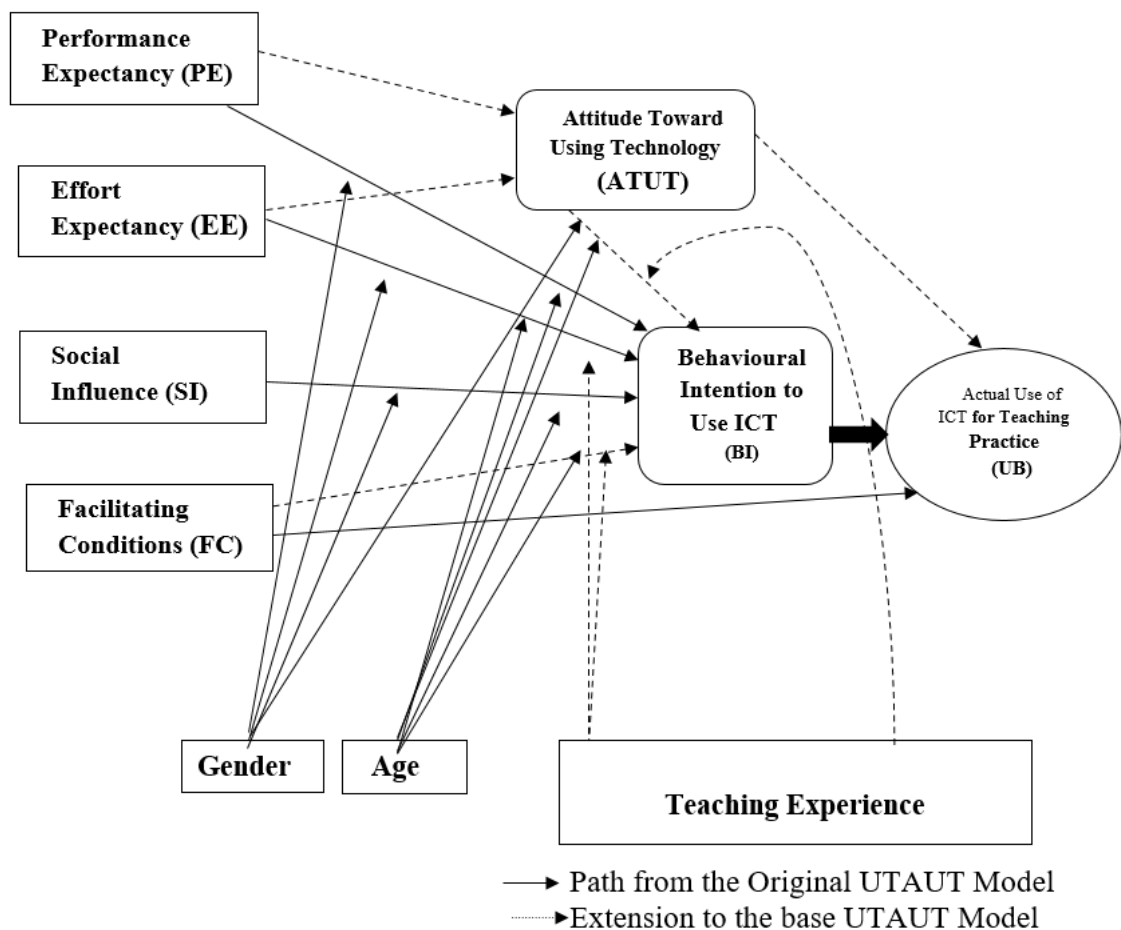 Performance
Expectancy (PE)
Attitude Toward
Using Technology
(ATUT)
Effort
Expectancy (EE)
Social
Influence (SI)
Behavioural
Intention to
Use ICT
(BI)
Actual Use of
ICT for Teaching
Practice
(UB)
Facilitating
Conditions (FC)
Gender
Age
Teaching Experience
Path from the Original UTAUT Model
Extension to the base UTAUT Model